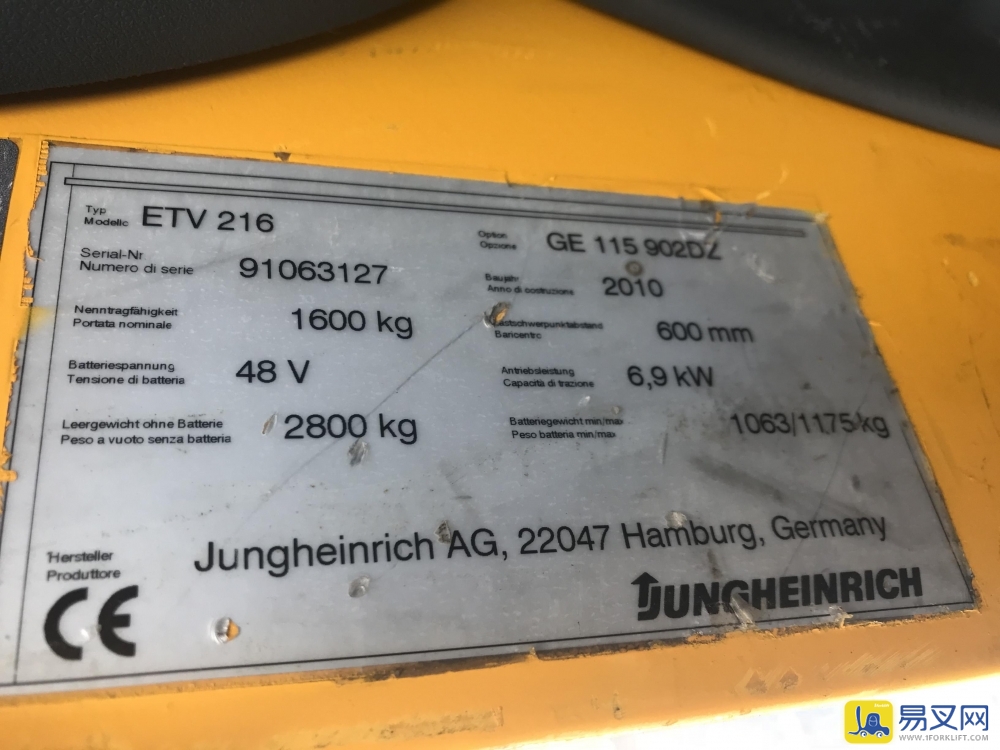 Typ
Modello ETV 216
Option
Opzione GE 115 902DZ
Serial-Nr
Numero di serie 91063127
Baujahr
Anno di costruzione 2010
Nenntragfähigkeit
Portata nominale 1600 kg
Lastschwerpunktabstand
Baricentro 600 mm
Batteriespannung
Tensione di batteria 48 V
Antriebsleistung
Capacità di trazione 6,9 kW
Leergewicht ohne Batterie
Peso a vuoto senza batteria 2800 kg
Batteriegewicht min/max
Peso batteria min/max 1063/1175 kg
Hersteller
Produttore
Jungheinrich AG, 22047 Hamburg, Germany
CE
JUNGHEINRICH
易叉网
WWW.1FORKLIFT.COM